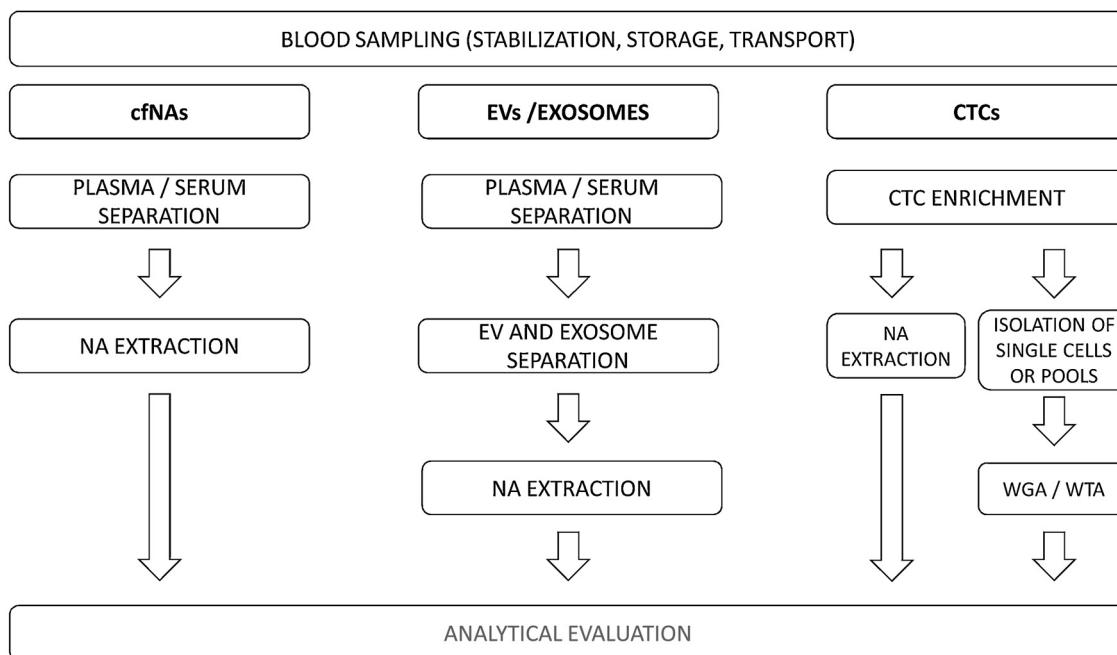 BLOOD SAMPLING (STABILIZATION, STORAGE, TRANSPORT)
cfNAs
EVs /EXOSOMES
CTCs
PLASMA / SERUM
SEPARATION
PLASMA / SERUM
SEPARATION
CTC ENRICHMENT
NA EXTRACTION
EV AND EXOSOME
SEPARATION
NA
EXTRACTION
ISOLATION OF
SINGLE CELLS
OR POOLS
NA EXTRACTION
WGA / WTA
ANALYTICAL EVALUATION